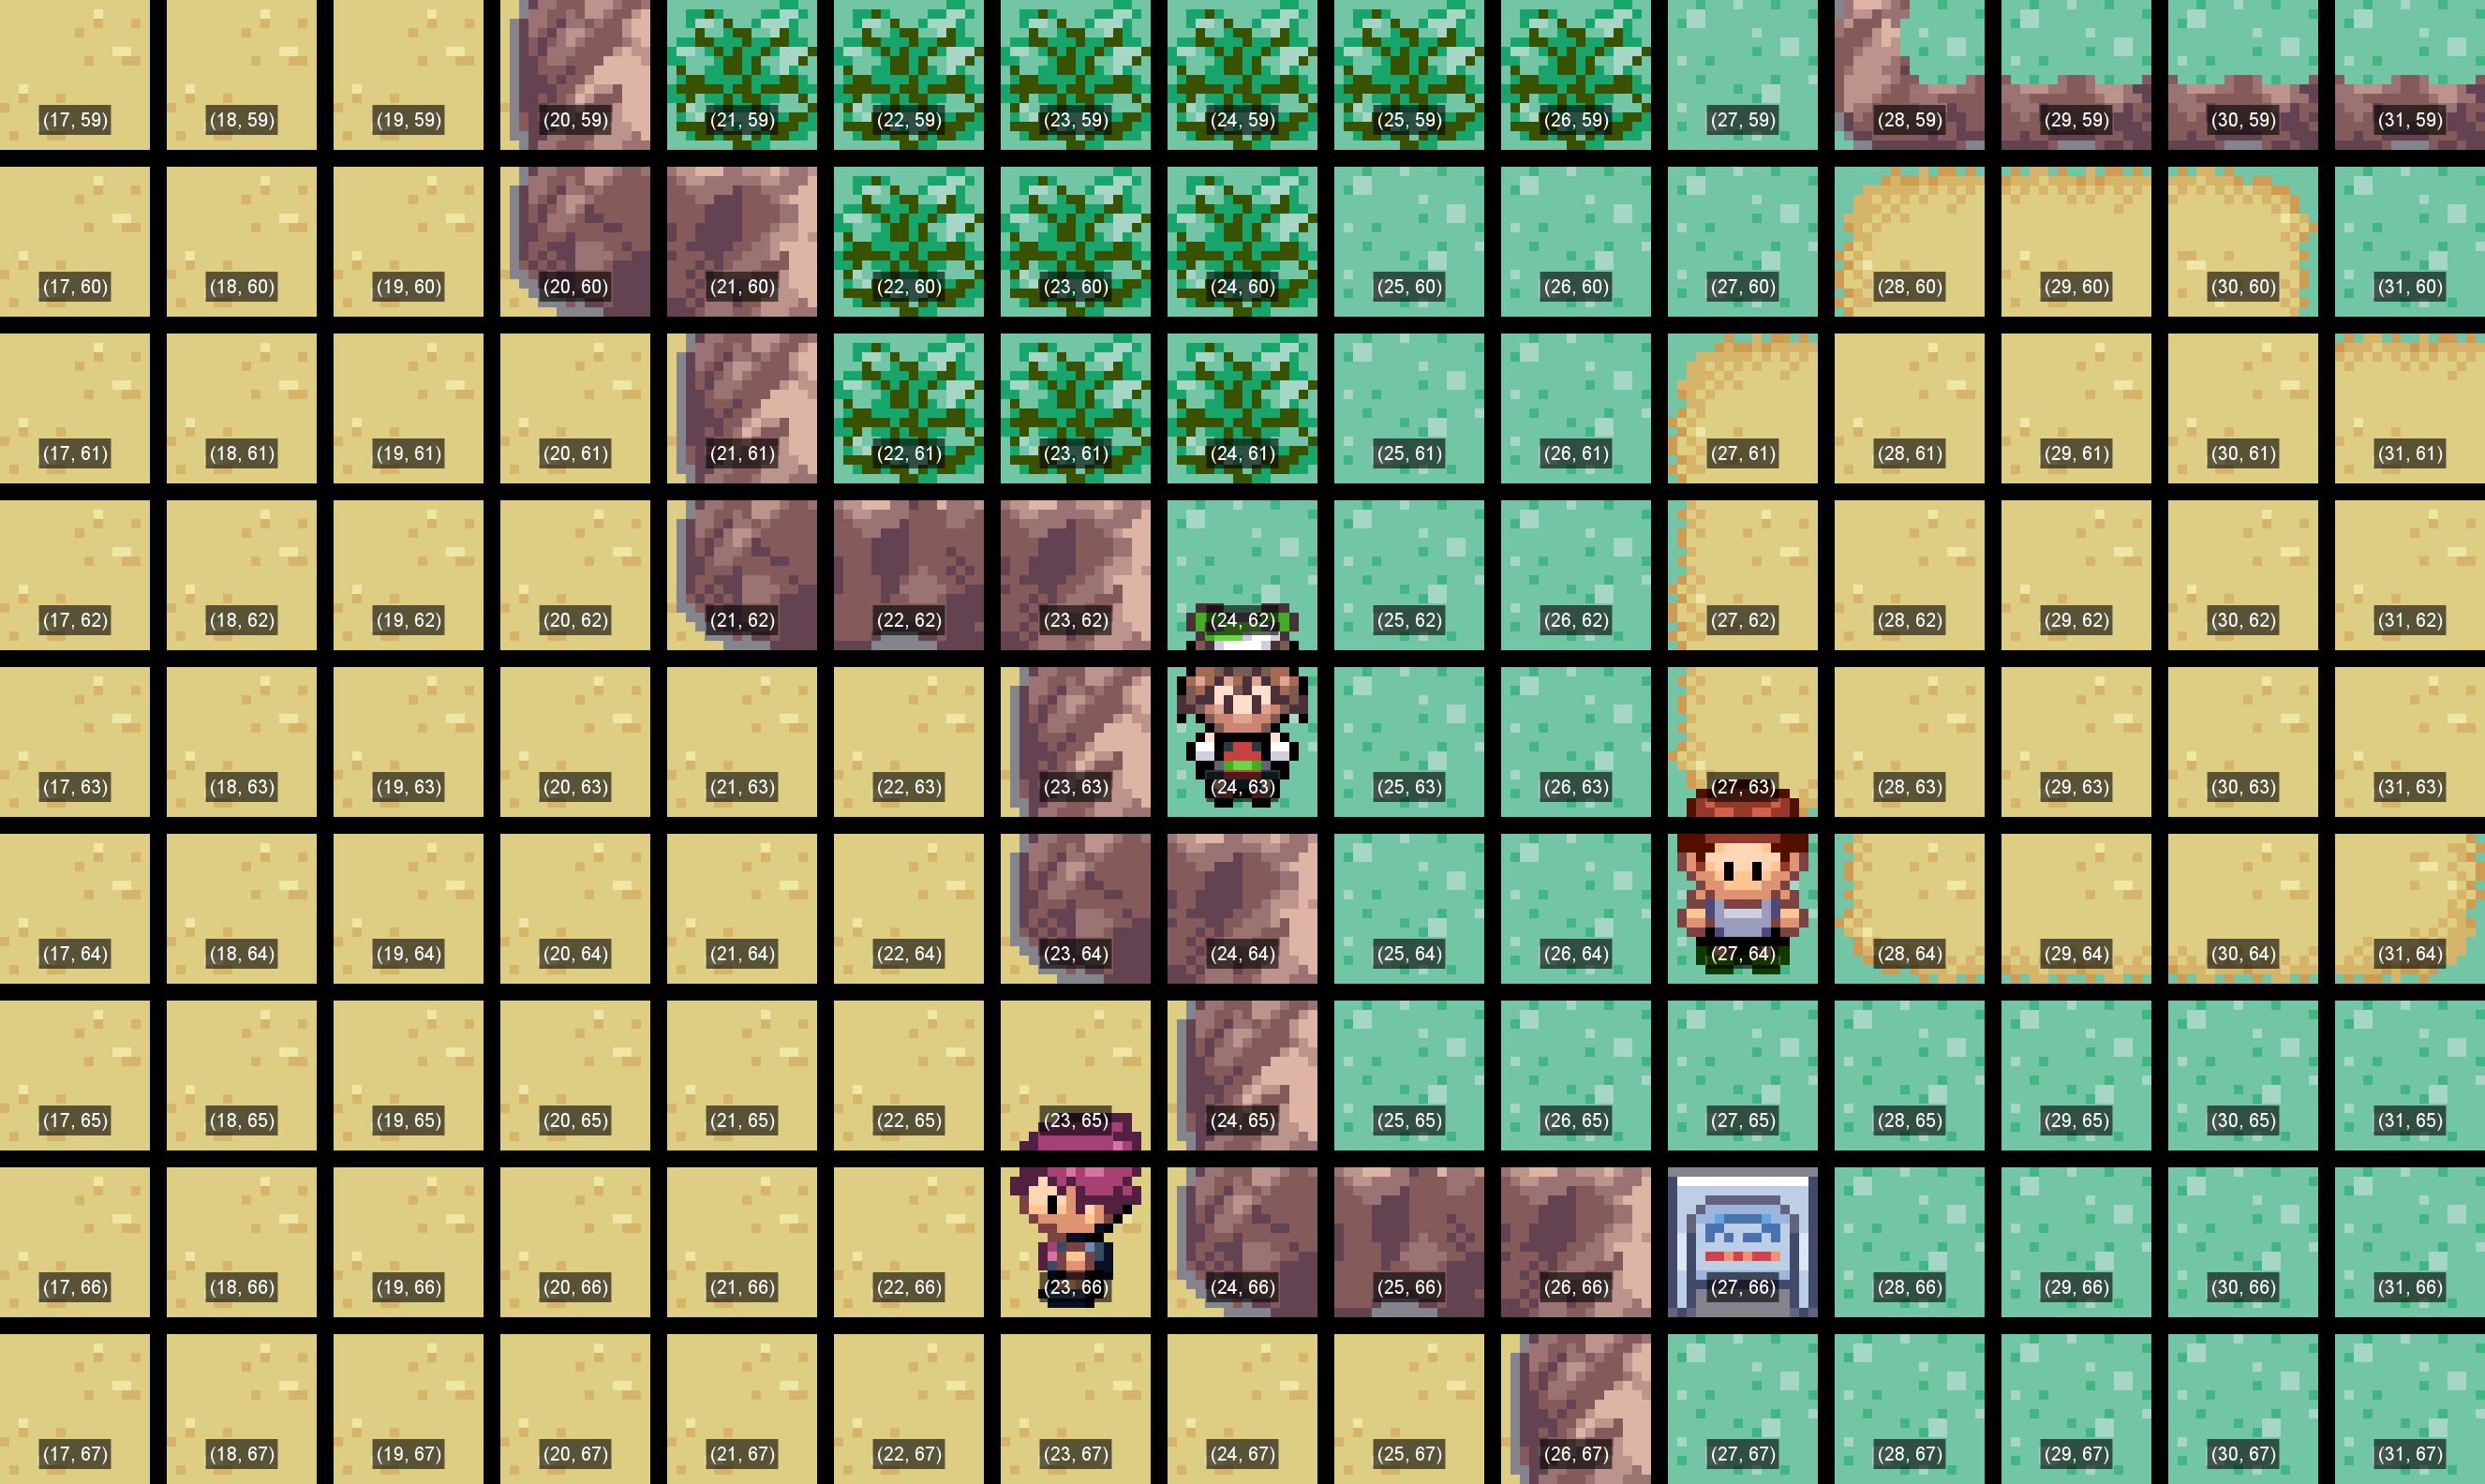 (17, 59) (18, 59) (19, 59) (20, 59) (21, 59) (22, 59) (23, 59) (24, 59) (25, 59) (26, 59) (27, 59) (28, 59) (29, 59) (30, 59) (31, 59)
(17, 60) (18, 60) (19, 60) (20, 60) (21, 60) (22, 60) (23, 60) (24, 60) (25, 60) (26, 60) (27, 60) (28, 60) (29, 60) (30, 60) (31, 60)
(17, 61) (18, 61) (19, 61) (20, 61) (21, 61) (22, 61) (23, 61) (24, 61) (25, 61) (26, 61) (27, 61) (28, 61) (29, 61) (30, 61) (31, 61)
(17, 62) (18, 62) (19, 62) (20, 62) (21, 62) (22, 62) (23, 62) (24, 62) (25, 62) (26, 62) (27, 62) (28, 62) (29, 62) (30, 62) (31, 62)
(17, 63) (18, 63) (19, 63) (20, 63) (21, 63) (22, 63) (23, 63) (24, 63) (25, 63) (26, 63) (27, 63) (28, 63) (29, 63) (30, 63) (31, 63)
(17, 64) (18, 64) (19, 64) (20, 64) (21, 64) (22, 64) (23, 64) (24, 64) (25, 64) (26, 64) (27, 64) (28, 64) (29, 64) (30, 64) (31, 64)
(17, 65) (18, 65) (19, 65) (20, 65) (21, 65) (22, 65) (23, 65) (24, 65) (25, 65) (26, 65) (27, 65) (28, 65) (29, 65) (30, 65) (31, 65)
(17, 66) (18, 66) (19, 66) (20, 66) (21, 66) (22, 66) (23, 66) (24, 66) (25, 66) (26, 66) (27, 66) (28, 66) (29, 66) (30, 66) (31, 66)
(17, 67) (18, 67) (19, 67) (20, 67) (21, 67) (22, 67) (23, 67) (24, 67) (25, 67) (26, 67) (27, 67) (28, 67) (29, 67) (30, 67) (31, 67)